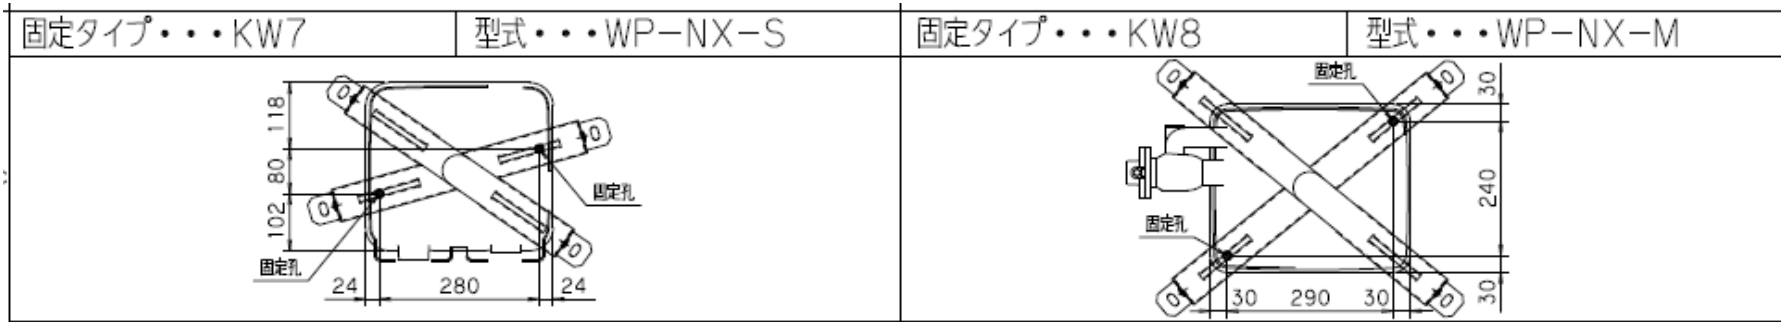 固定タイプ・・・KW7
型式・・・WP-NX-S
固定タイプ・・・KW8
型式・・・WP-NX-M
118
80
102
固定孔
固定孔
24
280
24
固定孔
固定孔
30
240
30
30
290
30